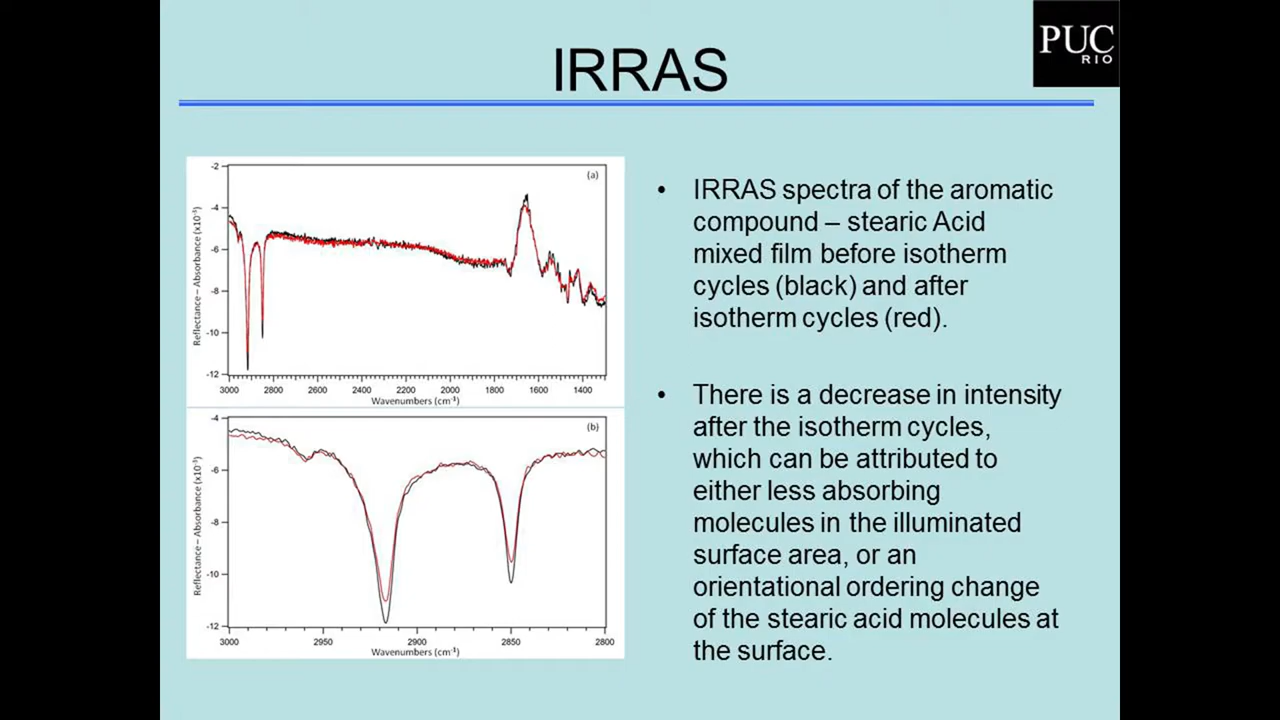 IRRAS
PUC
RIO
(a)
-2
-4
-6
-8
-10
-12
Reflectance – Absorbance (x10⁻³)
3000 2800 2600 2400 2200 2000 1800 1600 1400
Wavenumbers (cm⁻¹)
(b)
-4
-6
-8
-10
-12
Reflectance – Absorbance (x10⁻³)
3000 2950 2900 2850 2800
Wavenumbers (cm⁻¹)
• IRRAS spectra of the aromatic
compound – stearic Acid
mixed film before isotherm
cycles (black) and after
isotherm cycles (red).
• There is a decrease in intensity
after the isotherm cycles,
which can be attributed to
either less absorbing
molecules in the illuminated
surface area, or an
orientational ordering change
of the stearic acid molecules at
the surface.